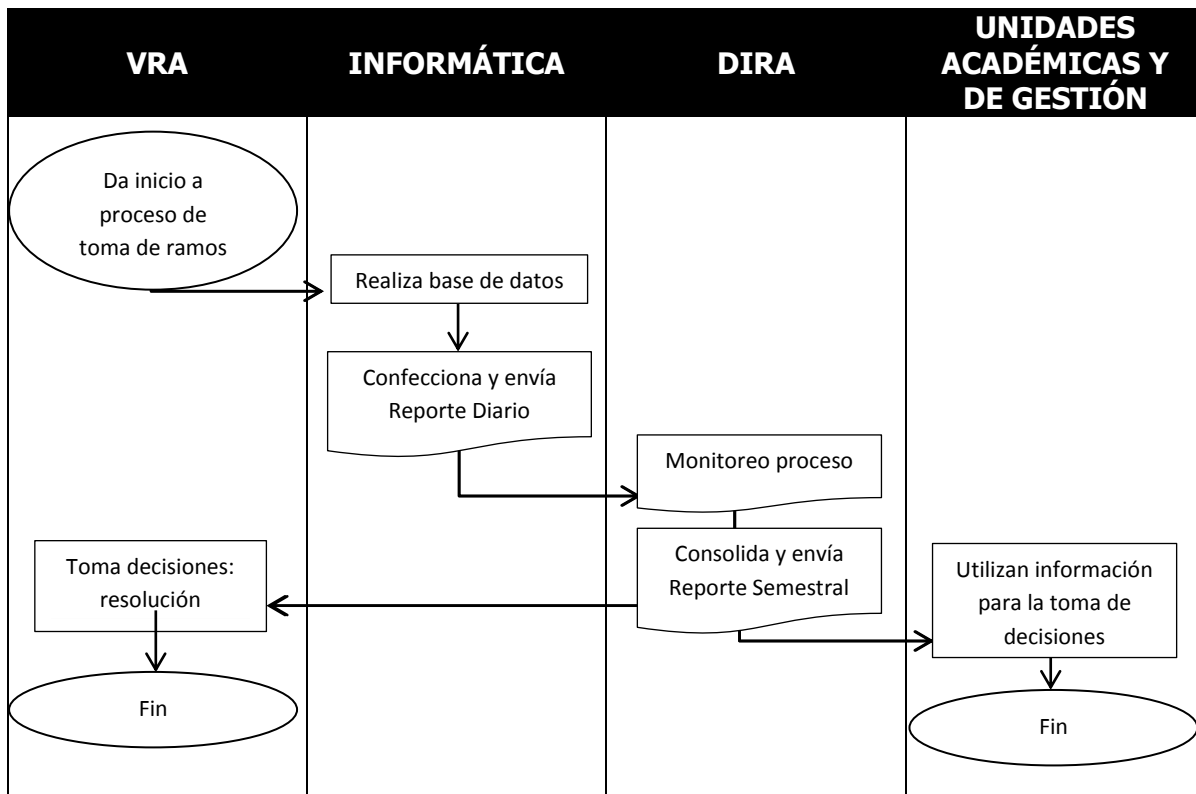 VRA
INFORMÁTICA
DIRA
UNIDADES
ACADÉMICAS Y
DE GESTIÓN
Da inicio a
proceso de
toma de ramos
Realiza base de datos
Confecciona y envía
Reporte Diario
Monitoreo proceso
Consolida y envía
Reporte Semestral
Toma decisiones:
resolución
Utilizan información
para la toma de
decisiones
Fin
Fin